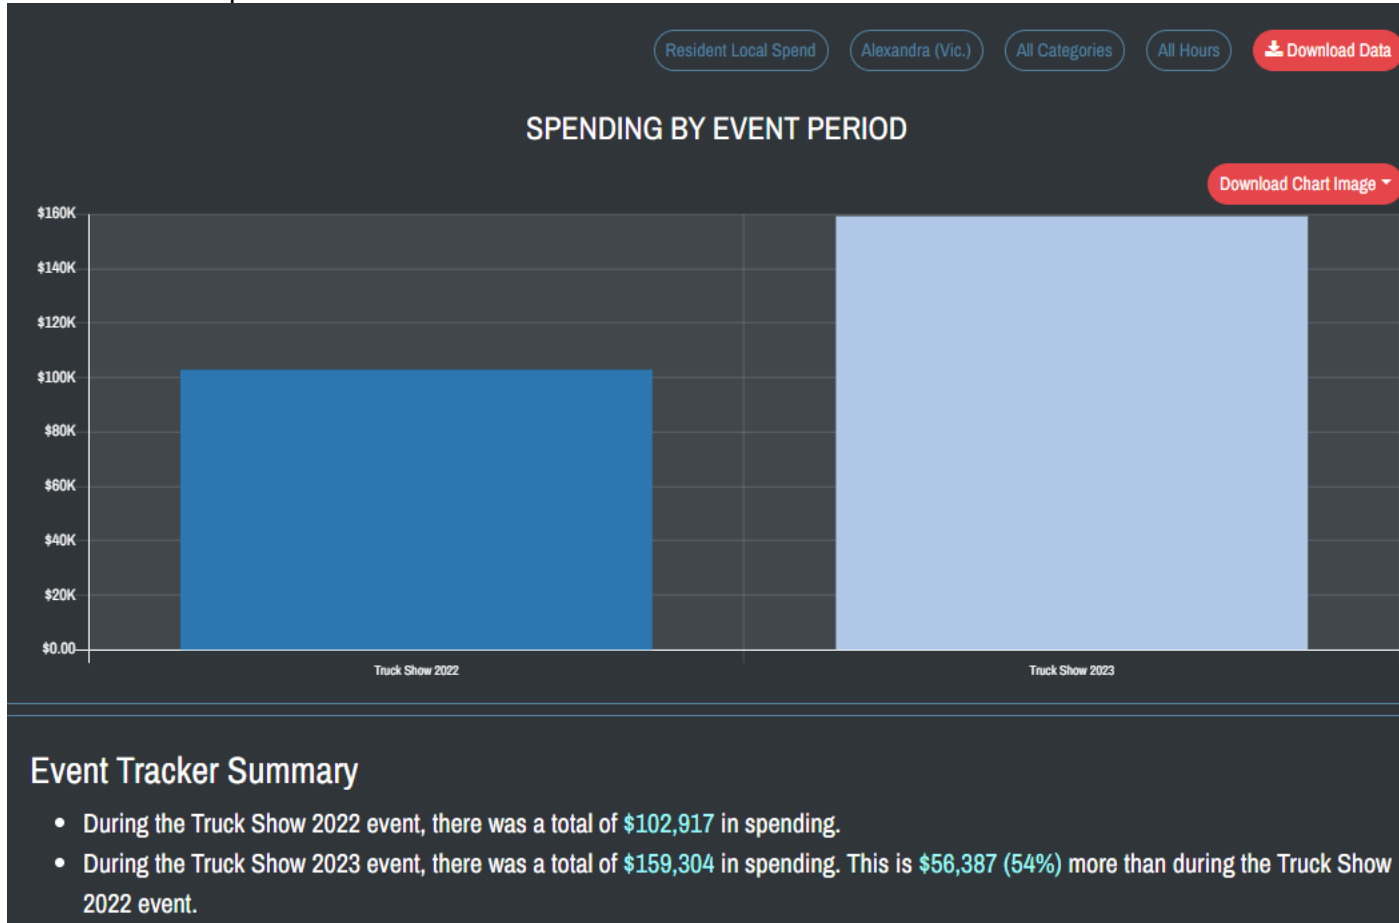 Resident Local Spend Alexandra (Vic.) All Categories All Hours Download Data
SPENDING BY EVENT PERIOD
Download Chart Image
$160K
$140K
$120K
$100K
$80K
$60K
$40K
$20K
$0.00
Truck Show 2022 Truck Show 2023
Event Tracker Summary
• During the Truck Show 2022 event, there was a total of $102,917 in spending.
• During the Truck Show 2023 event, there was a total of $159,304 in spending. This is $56,387 (54%) more than during the Truck Show
2022 event.